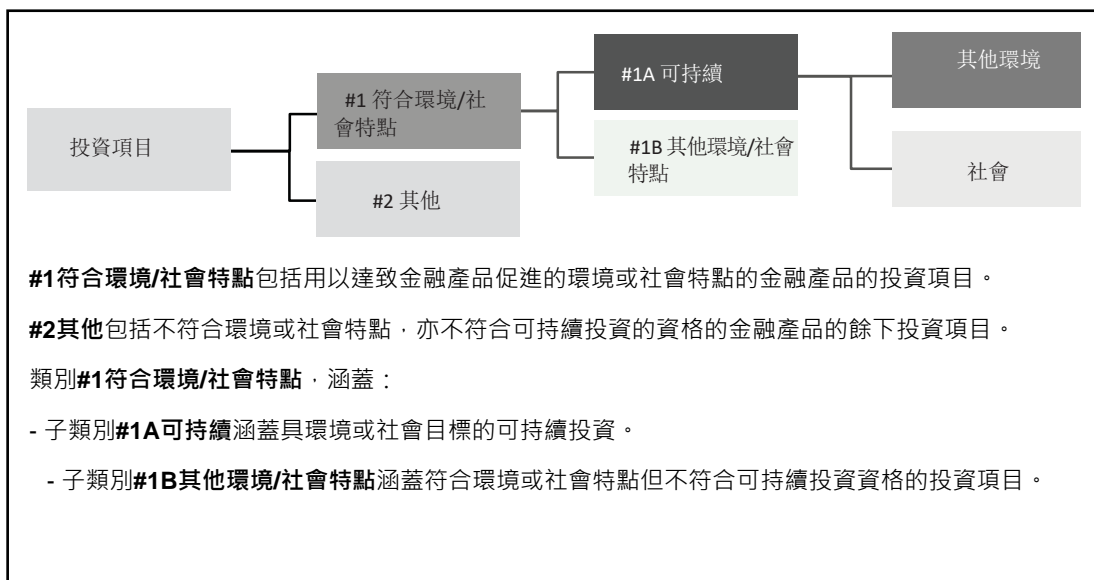 投資項目
#1 符合環境/社
會特點
#2 其他
#1A 可持續
#1B 其他環境/社會
特點
其他環境
社會
#1符合環境/社會特點包括用以達致金融產品促進的環境或社會特點的金融產品的投資項目。
#2其他包括不符合環境或社會特點，亦不符合可持續投資的資格的金融產品的餘下投資項目。
類別#1符合環境/社會特點，涵蓋：
- 子類別#1A可持續涵蓋具環境或社會目標的可持續投資。
- 子類別#1B其他環境/社會特點涵蓋符合環境或社會特點但不符合可持續投資資格的投資項目。